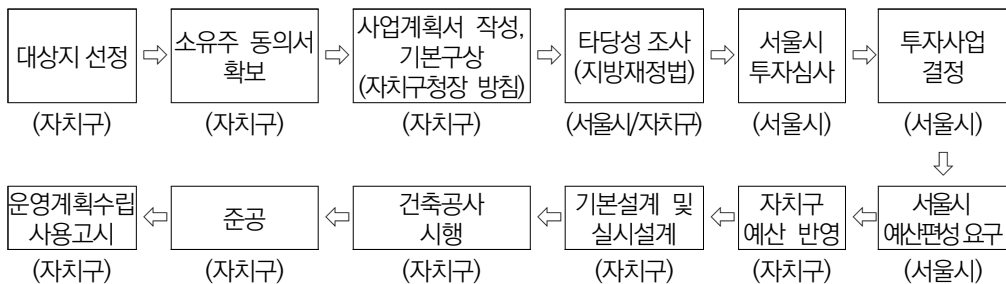 대상지 선정
(자치구)
소유주 동의서
확보
(자치구)
사업계획서 작성,
기본구상
(자치구청장 방침)
(자치구)
타당성 조사
(지방재정법)
(서울시/자치구)
서울시
투자심사
(서울시)
투자사업
결정
(서울시)
서울시
예산편성 요구
(서울시)
자치구
예산 반영
(자치구)
기본설계 및
실시설계
(자치구)
건축공사
시행
(자치구)
준공
(자치구)
운영계획수립
사용고시
(자치구)